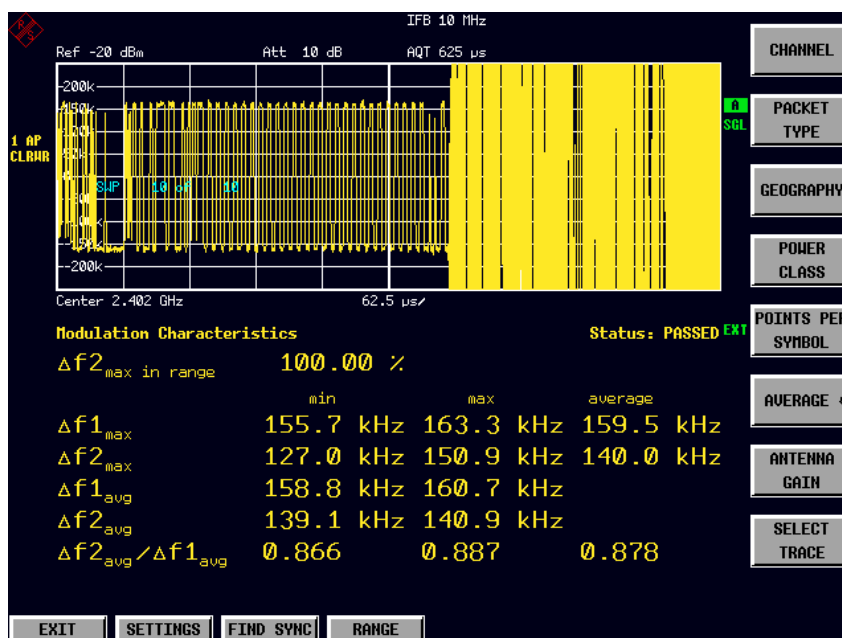 IFB 10 MHz
Ref -20 dBm Att 10 dB AQT 625 µs
CHANNEL
200k
150k
A
SGL
PACKET
TYPE
1 AP
CLRWR
SWP 10 of 10
GEOGRAPHY
-200k
POWER
CLASS
Center 2.402 GHz 62.5 µs/
Modulation Characteristics Status: PASSED
EXT
POINTS PER
SYMBOL
Δf2max in range 100.00 %
min max average
AVERAGE
Δf1max 155.7 kHz 163.3 kHz 159.5 kHz
Δf2max 127.0 kHz 150.9 kHz 140.0 kHz
ANTENNA
GAIN
Δf1avg 158.8 kHz 160.7 kHz
Δf2avg 139.1 kHz 140.9 kHz
SELECT
TRACE
Δf2avg/Δf1avg 0.866 0.887 0.878
EXIT SETTINGS FIND SYNC RANGE